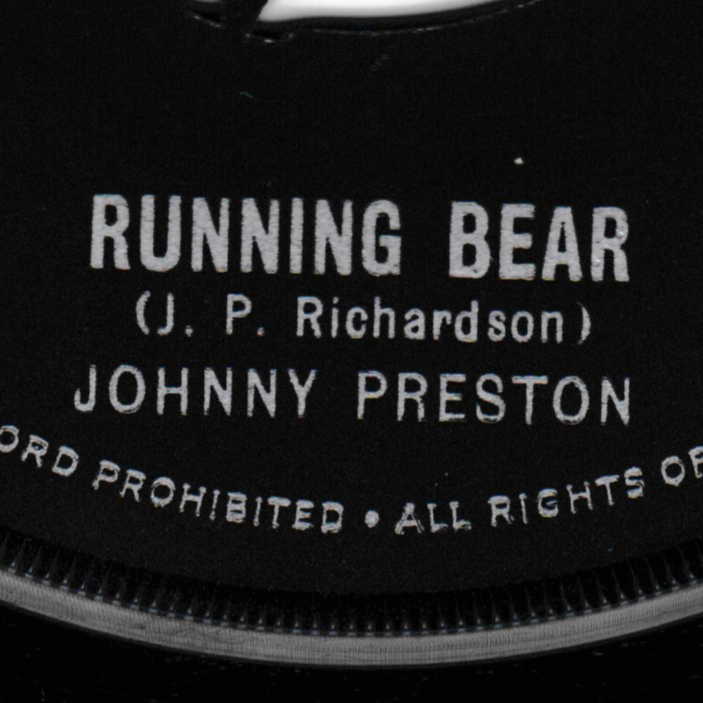 RUNNING BEAR
(J. P. Richardson)
JOHNNY PRESTON
ORD PROHIBITED • ALL RIGHTS OF